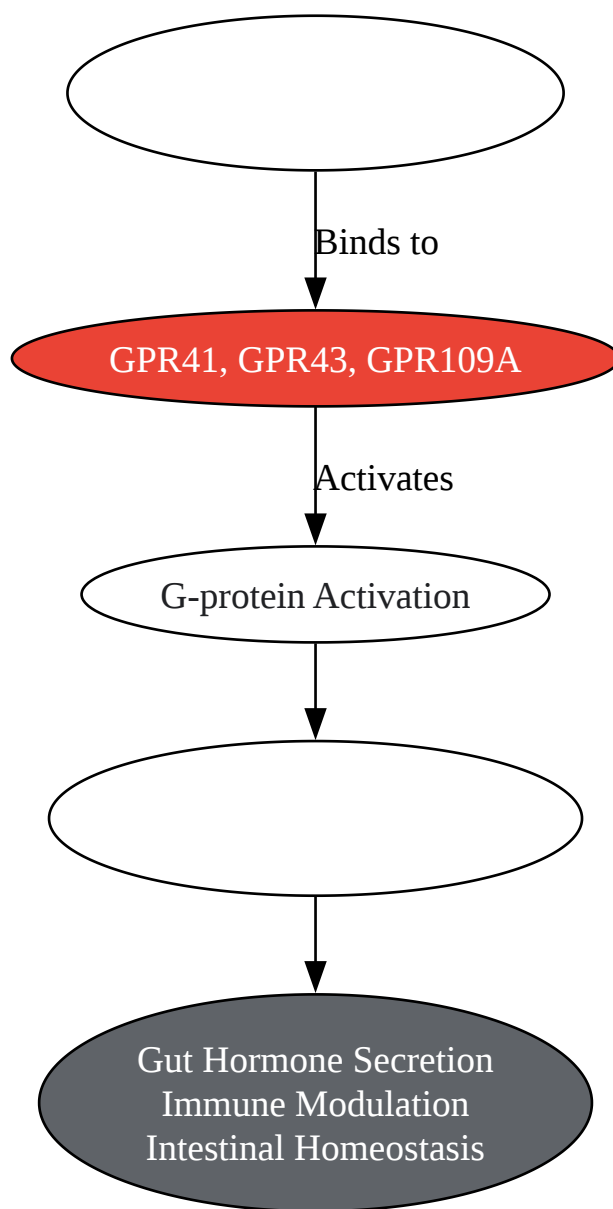 Binds to
GPR41, GPR43, GPR109A
Activates
G-protein Activation
Gut Hormone Secretion
Immune Modulation
Intestinal Homeostasis